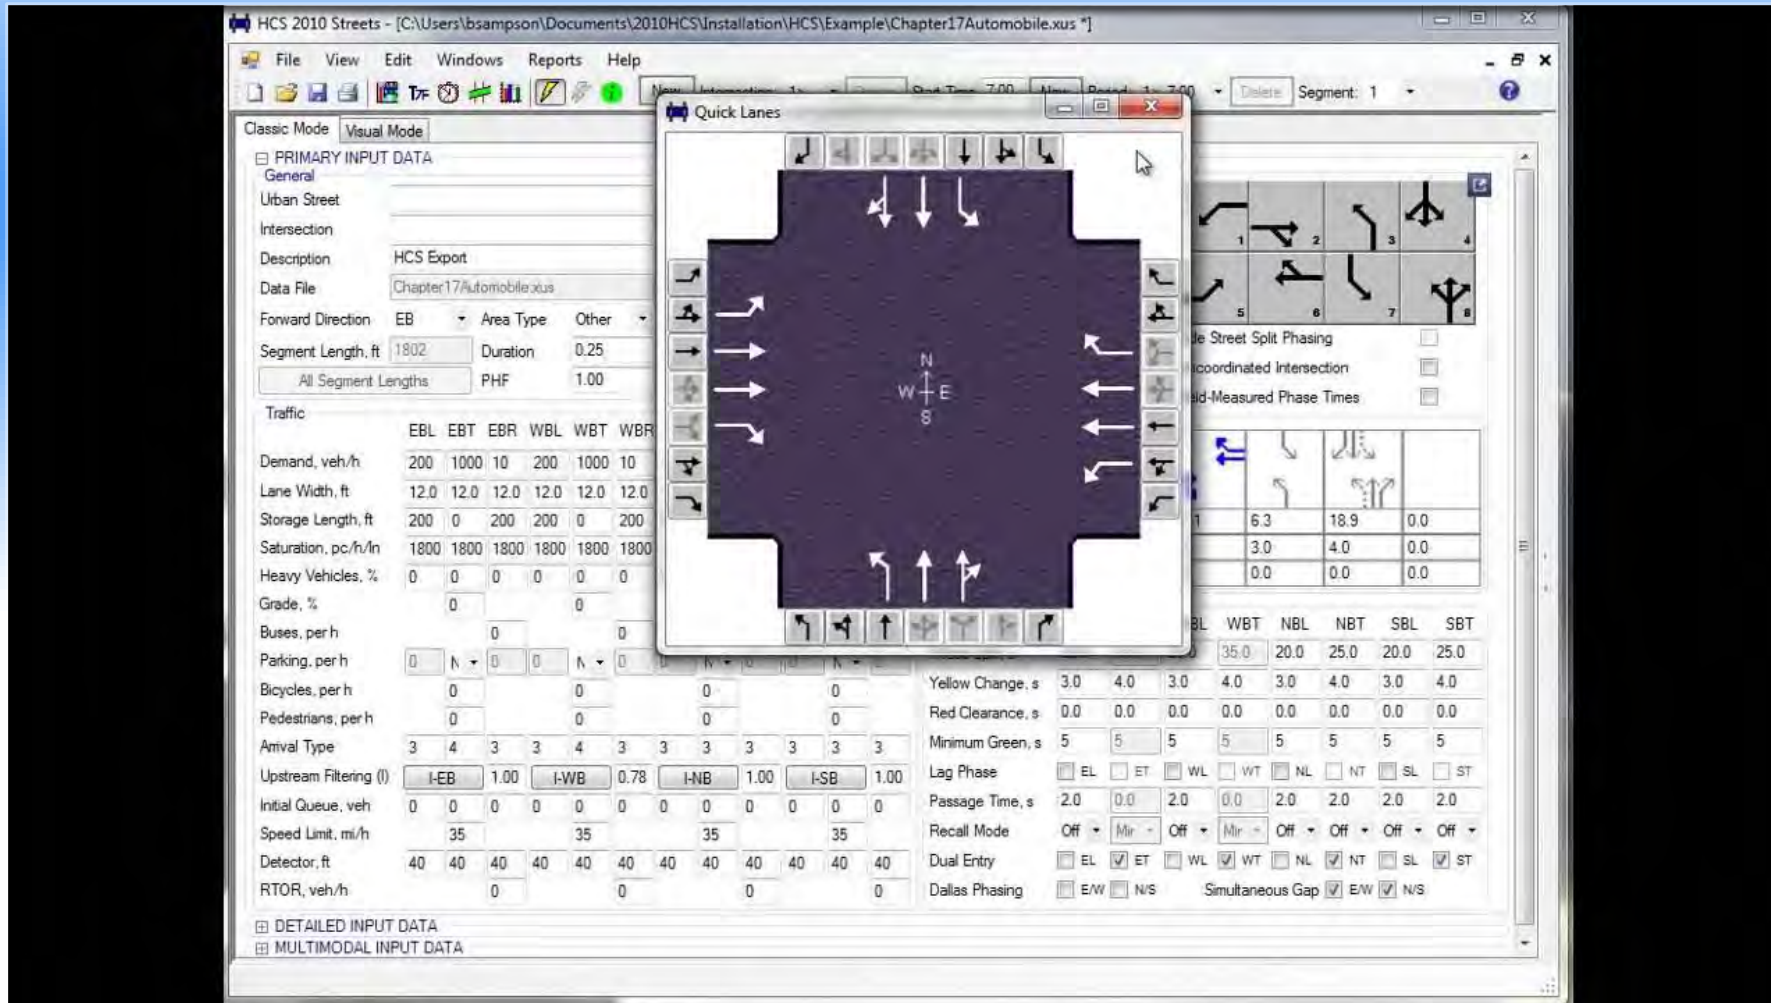 HCS 2010 Streets - [C:\Users\bsampson\Documents\2010HCS\Installation\HCS\Example\Chapter17Automobile.xus *]
File View Edit Windows Reports Help
Start Time 7:00 Period 1> 7:00 Delete Segment: 1
Quick Lanes
Classic Mode Visual Mode
PRIMARY INPUT DATA
General
Urban Street
Intersection
Description HCS Export
Data File Chapter17Automobile.xus
Forward Direction EB Area Type Other
Segment Length, ft 1802 Duration 0.25
All Segment Lengths PHF 1.00
N
W E
S
1 2 3 4
5 6 7 8
Street Split Phasing
Intersection
Phase Times
Traffic
EBL EBT EBR WBL WBT WBR
Demand, veh/h 200 1000 10 200 1000 10
Lane Width, ft 12.0 12.0 12.0 12.0 12.0 12.0
Storage Length, ft 200 0 200 200 0 200
Saturation, pc/h/ln 1800 1800 1800 1800 1800 1800
Heavy Vehicles, % 0 0 0 0 0 0
Grade, % 0 0
Buses, per h 0 0
Parking, per h 0 N 0 0 N 0
Bicycles, per h 0 0 0 0
Pedestrians, per h 0 0 0 0
Arrival Type 3 4 3 3 4 3 3 3 3 3 3 3
Upstream Filtering (I) I-EB 1.00 I-WB 0.78 I-NB 1.00 I-SB 1.00
Initial Queue, veh 0 0 0 0 0 0 0 0 0 0 0 0
Speed Limit, mi/h 35 35 35 35
Detector, ft 40 40 40 40 40 40 40 40 40 40 40 40
RTOR, veh/h 0 0 0 0
6.3 18.9 0.0
3.0 4.0 0.0
0.0 0.0 0.0
WBT NBL NBT SBL SBT
35.0 20.0 25.0 20.0 25.0
Yellow Change, s 3.0 4.0 3.0 4.0 3.0 4.0 3.0 4.0
Red Clearance, s 0.0 0.0 0.0 0.0 0.0 0.0 0.0 0.0
Minimum Green, s 5 5 5 5 5 5 5 5
Lag Phase EL ET WL WT NL NT SL ST
Passage Time, s 2.0 0.0 2.0 0.0 2.0 2.0 2.0 2.0
Recall Mode Off Min Off Min Off Off Off Off
Dual Entry EL ET WL WT NL NT SL ST
Dallas Phasing E/W N/S Simultaneous Gap E/W N/S
DETAILED INPUT DATA
MULTIMODAL INPUT DATA